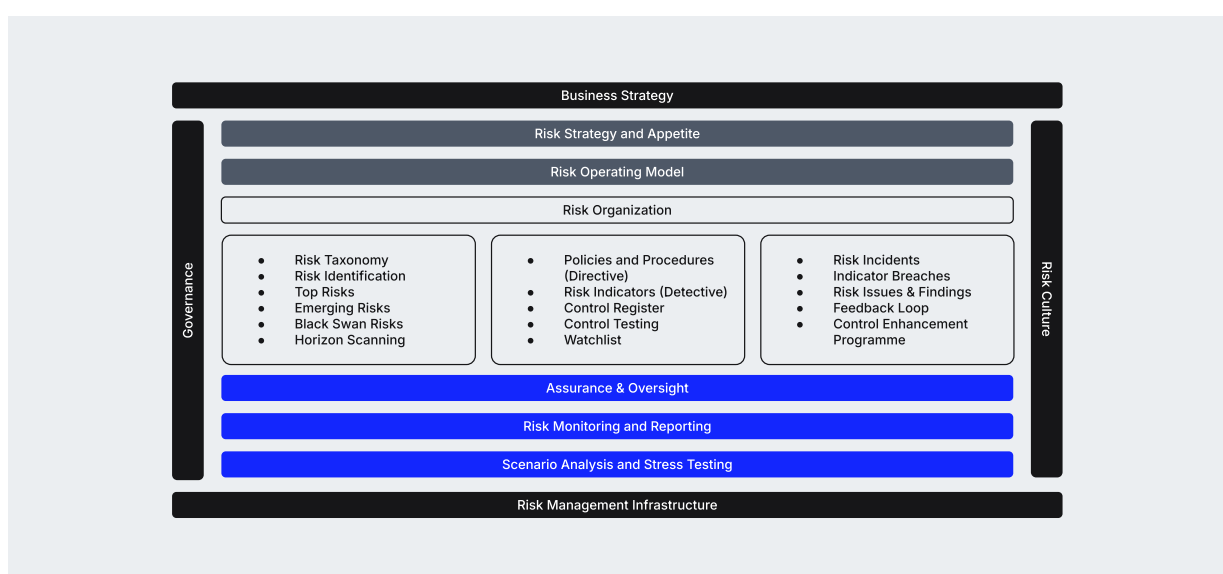 Business Strategy
Governance
Risk Strategy and Appetite
Risk Operating Model
Risk Organization
● Risk Taxonomy
● Risk Identification
● Top Risks
● Emerging Risks
● Black Swan Risks
● Horizon Scanning
● Policies and Procedures
(Directive)
● Risk Indicators (Detective)
● Control Register
● Control Testing
● Watchlist
● Risk Incidents
● Indicator Breaches
● Risk Issues & Findings
● Feedback Loop
● Control Enhancement
Programme
Risk Culture
Assurance & Oversight
Risk Monitoring and Reporting
Scenario Analysis and Stress Testing
Risk Management Infrastructure